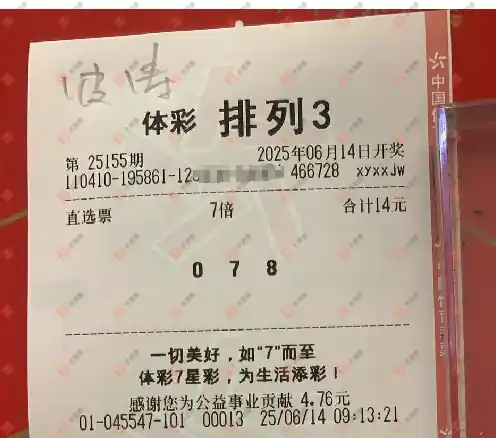 波涛
体彩 排列3
第 25155期 2025年06月14日开奖
110410-195861-12 466728 xyxxjw
直选票 7倍 合计14元
0 7 8
一切美好，如"7"而至
体彩7星彩，为生活添彩！
感谢您为公益事业贡献 4.76元
01-045547-101 00013 25/06/14 09:13:21
中国